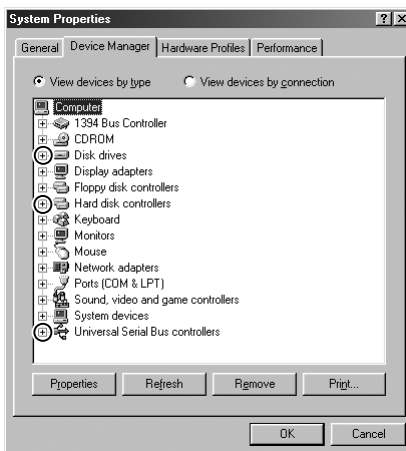 System Properties
General Device Manager Hardware Profiles Performance
View devices by type View devices by connection
Computer
1394 Bus Controller
CDROM
Disk drives
Display adapters
Floppy disk controllers
Hard disk controllers
Keyboard
Monitors
Mouse
Network adapters
Ports (COM & LPT)
Sound, video and game controllers
System devices
Universal Serial Bus controllers
Properties Refresh Remove Print...
OK Cancel